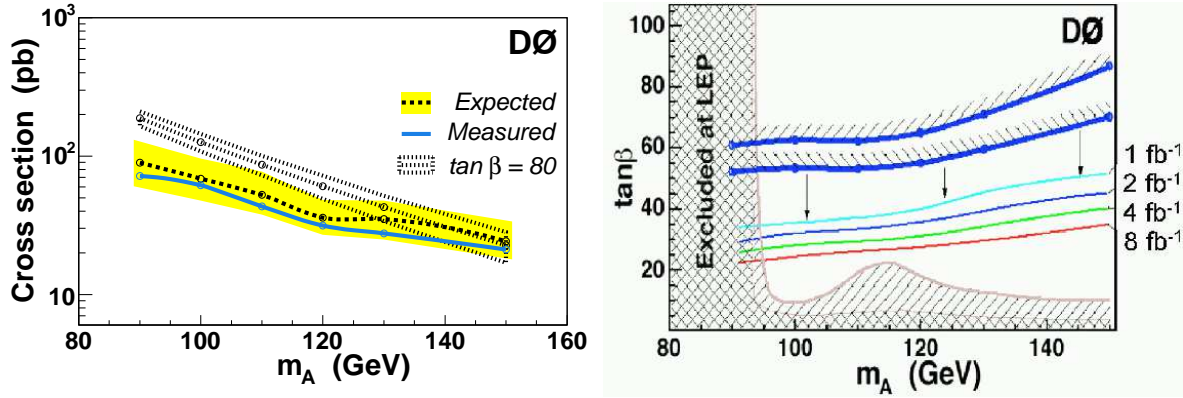 DØ
Cross section (pb)
10³
10²
10
Expected
Measured
tan β = 80
80 100 120 140 160
m_A (GeV)
DØ
tanβ
100
80
60
40
20
Excluded at LEP
1 fb⁻¹
2 fb⁻¹
4 fb⁻¹
8 fb⁻¹
100 120 140
m_A (GeV)